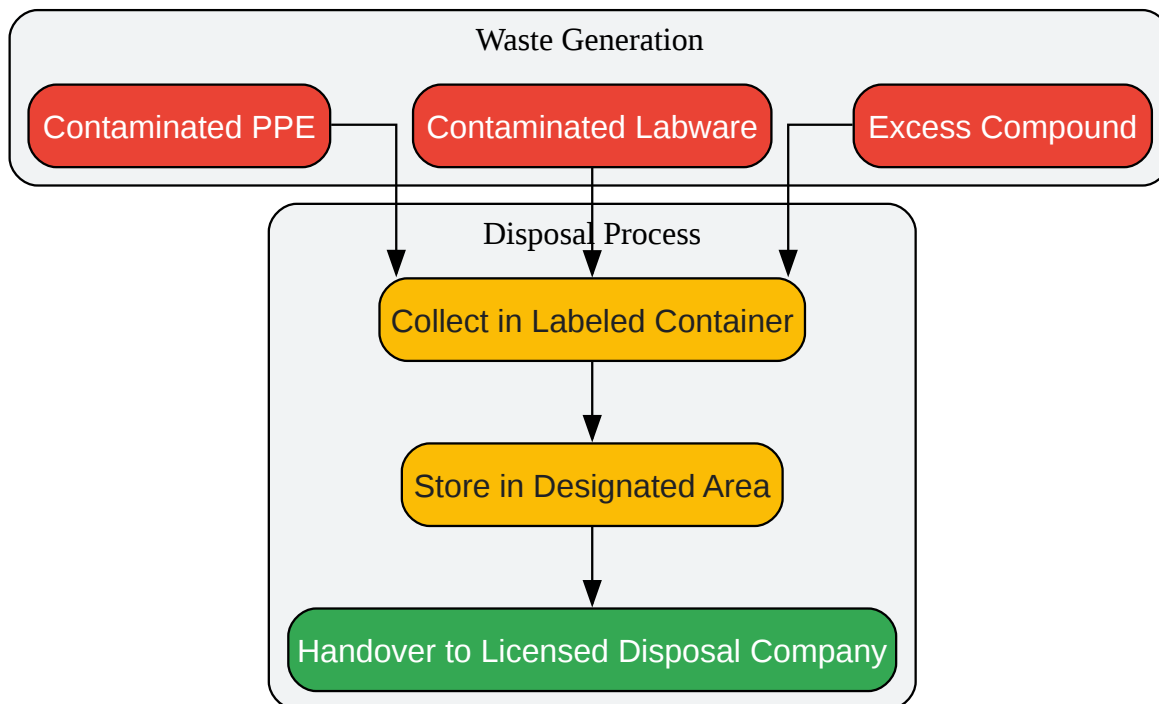 Waste Generation
Contaminated PPE
Contaminated Labware
Excess Compound
Disposal Process
Collect in Labeled Container
Store in Designated Area
Handover to Licensed Disposal Company